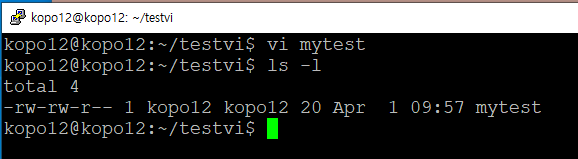 kopo12@kopo12: ~/testvi
kopo12@kopo12:~/testvi$ vi mytest
kopo12@kopo12:~/testvi$ ls -l
total 4
-rw-rw-r-- 1 kopo12 kopo12 20 Apr  1 09:57 mytest
kopo12@kopo12:~/testvi$